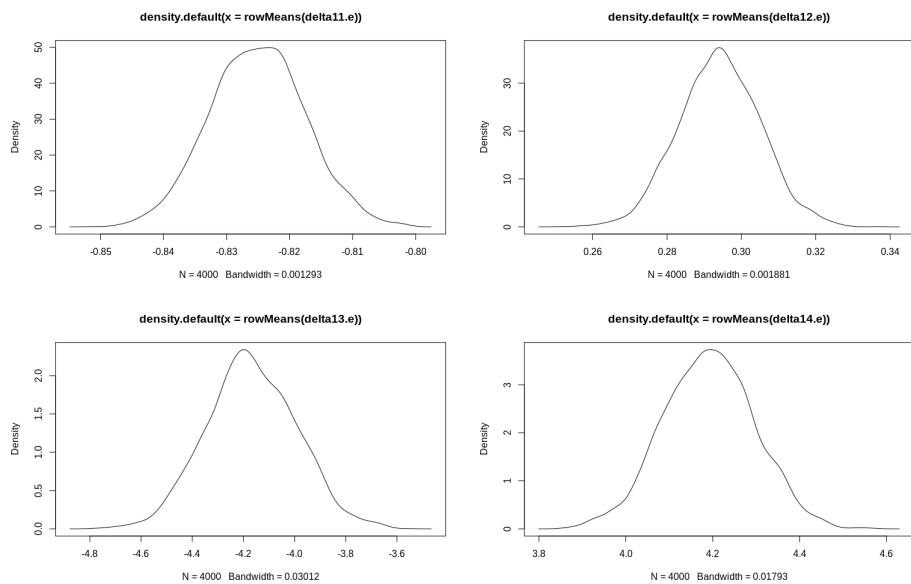 density.default(x = rowMeans(delta11.e))
Density
50
40
30
20
10
0
-0.85 -0.84 -0.83 -0.82 -0.81 -0.80
N = 4000 Bandwidth = 0.001293
density.default(x = rowMeans(delta12.e))
Density
30
20
10
0
0.26 0.28 0.30 0.32 0.34
N = 4000 Bandwidth = 0.001881
density.default(x = rowMeans(delta13.e))
Density
2.0
1.5
1.0
0.5
0.0
-4.8 -4.6 -4.4 -4.2 -4.0 -3.8 -3.6
N = 4000 Bandwidth = 0.03012
density.default(x = rowMeans(delta14.e))
Density
3
2
1
0
3.8 4.0 4.2 4.4 4.6
N = 4000 Bandwidth = 0.01793